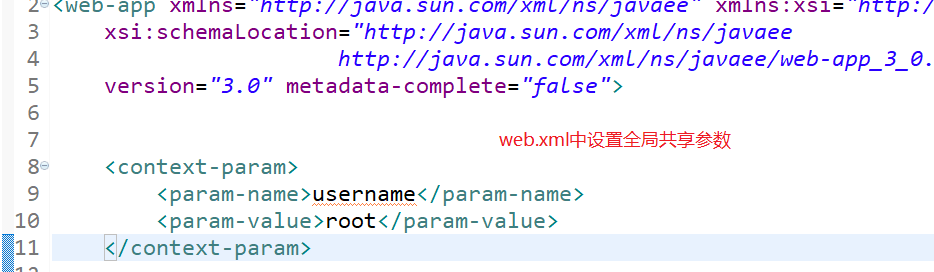 2 <web-app xmlns="http://java.sun.com/xml/ns/javaee" xmlns:xsi="http:/
3 xsi:schemaLocation="http://java.sun.com/xml/ns/javaee
4 http://java.sun.com/xml/ns/javaee/web-app_3_0.
5 version="3.0" metadata-complete="false">
6
7 web.xml中设置全局共享参数
8 <context-param>
9 <param-name>username</param-name>
10 <param-value>root</param-value>
11 </context-param>